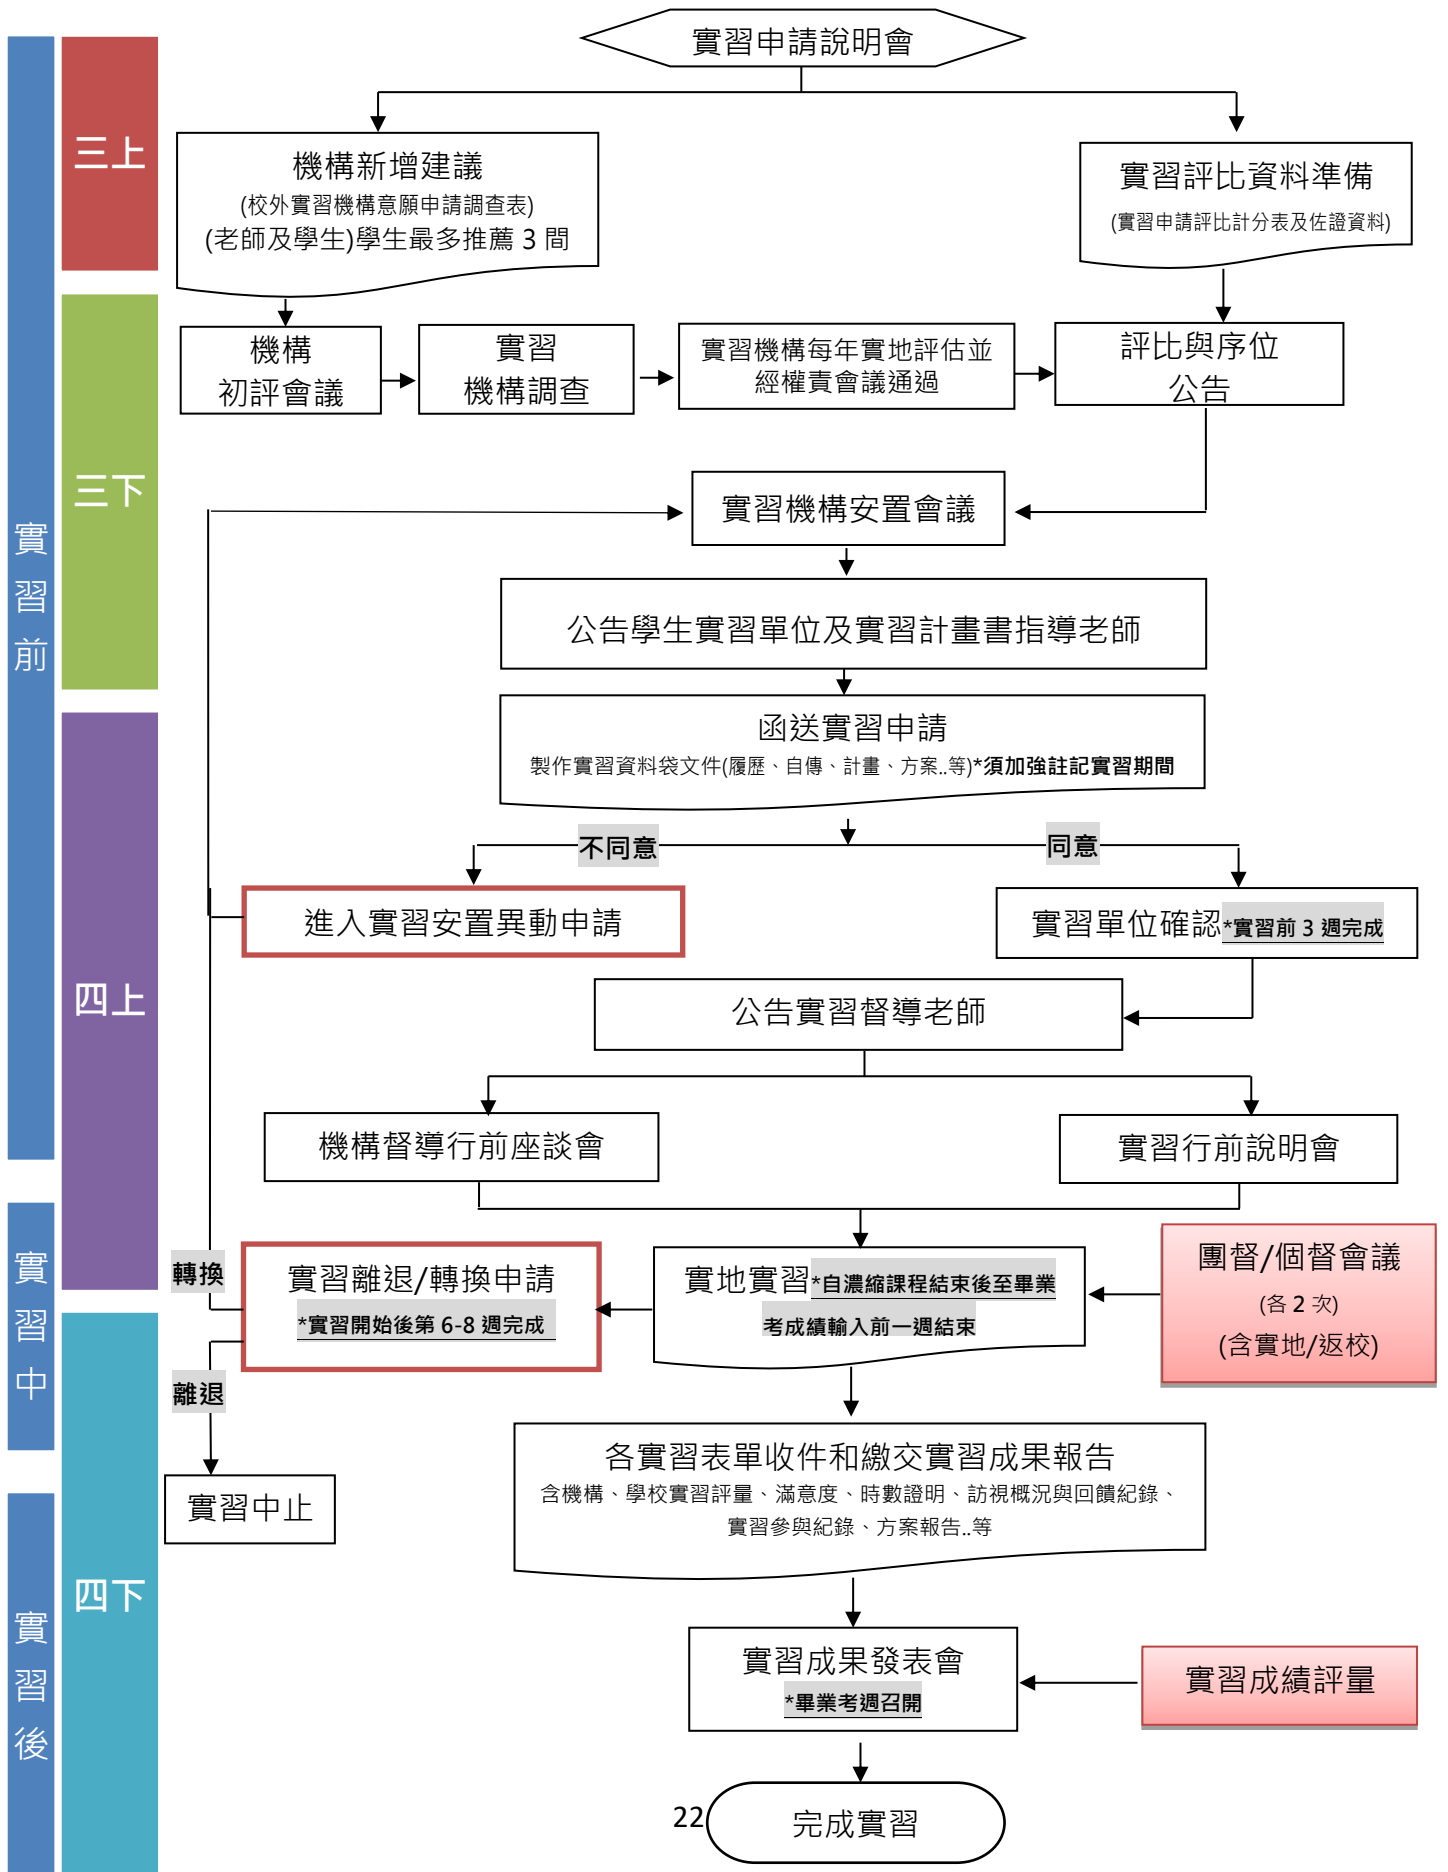 實習申請說明會
三上
機構新增建議
(校外實習機構意願申請調查表)
(老師及學生)學生最多推薦 3 間
實習評比資料準備
(實習申請評比計分表及佐證資料)
三下
機構
初評會議
實習
機構調查
實習機構每年實地評估並
經權責會議通過
評比與序位
公告
實習前
實習機構安置會議
公告學生實習單位及實習計畫書指導老師
四上
函送實習申請
製作實習資料袋文件(履歷、自傳、計畫、方案..等)*須加強註記實習期間
不同意
同意
進入實習安置異動申請
實習單位確認*實習前 3 週完成
公告實習督導老師
機構督導行前座談會
實習行前說明會
實習中
轉換
實習離退/轉換申請
*實習開始後第 6-8 週完成
離退
實地實習*自濃縮課程結束後至畢業
考成績輸入前一週結束
團督/個督會議
(各 2 次)
(含實地/返校)
實習中止
四下
各實習表單收件和繳交實習成果報告
含機構、學校實習評量、滿意度、時數證明、訪視概況與回饋紀錄、
實習參與紀錄、方案報告..等
實習後
實習成果發表會
*畢業考週召開
實習成績評量
22
完成實習